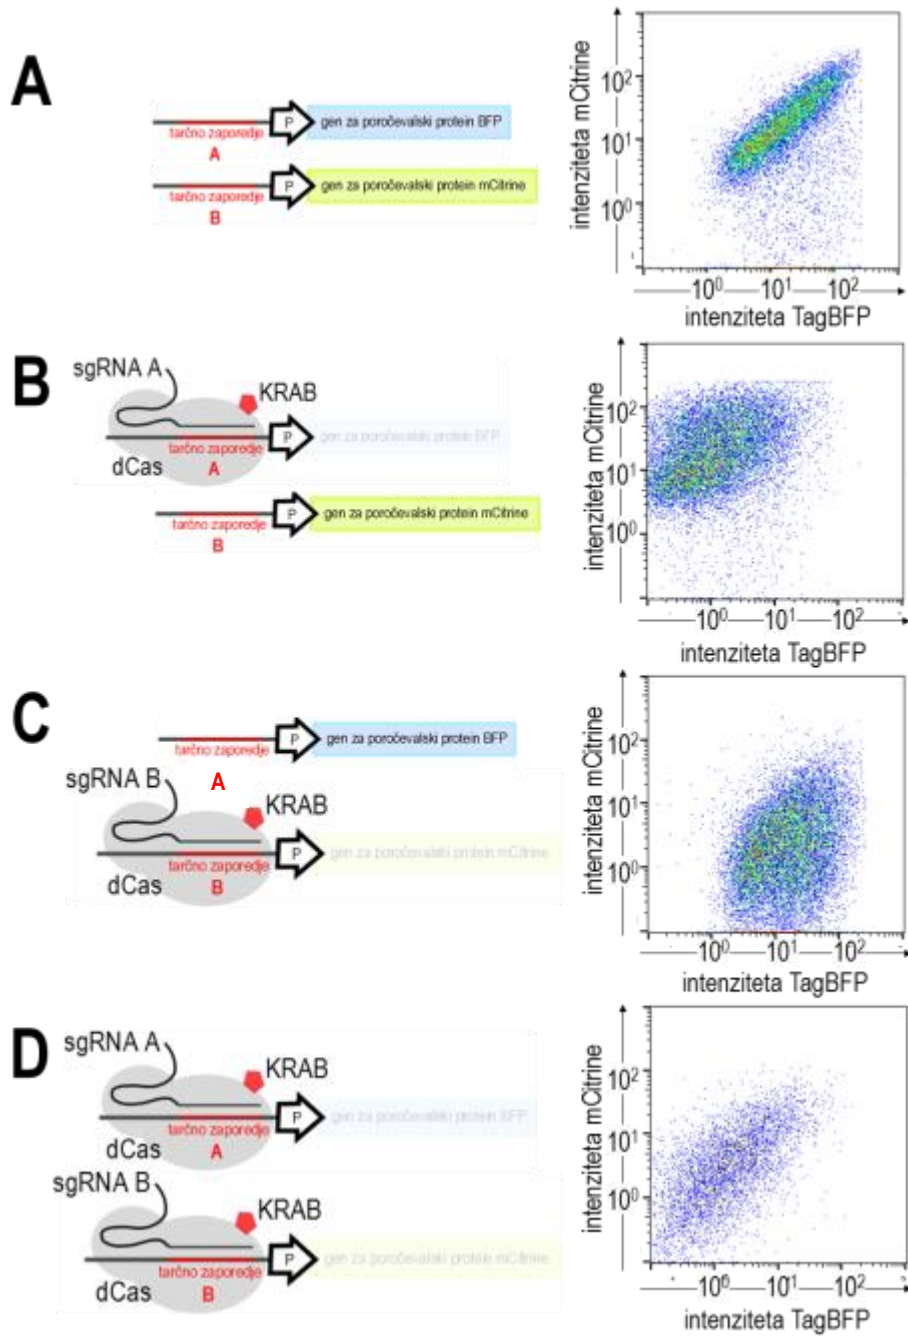 A
P
gen za poročevalski protein BFP
tarčno zaporedje
A
P
gen za poročevalski protein mCitrine
tarčno zaporedje
B
intenziteta mCitrine
10²
10¹
10⁰
10⁰
10¹
10²
intenziteta TagBFP
B
sgRNA A
KRAB
P
gen za poročevalski protein BFP
tarčno zaporedje
A
dCas
P
gen za poročevalski protein mCitrine
tarčno zaporedje
B
intenziteta mCitrine
10²
10¹
10⁰
10⁰
10¹
10²
intenziteta TagBFP
C
P
gen za poročevalski protein BFP
tarčno zaporedje
A
sgRNA B
KRAB
P
gen za poročevalski protein mCitrine
tarčno zaporedje
B
dCas
intenziteta mCitrine
10²
10¹
10⁰
10⁰
10¹
10²
intenziteta TagBFP
D
sgRNA A
KRAB
P
gen za poročevalski protein BFP
tarčno zaporedje
A
dCas
sgRNA B
KRAB
P
gen za poročevalski protein mCitrine
tarčno zaporedje
B
dCas
intenziteta mCitrine
10²
10¹
10⁰
10⁰
10¹
10²
intenziteta TagBFP